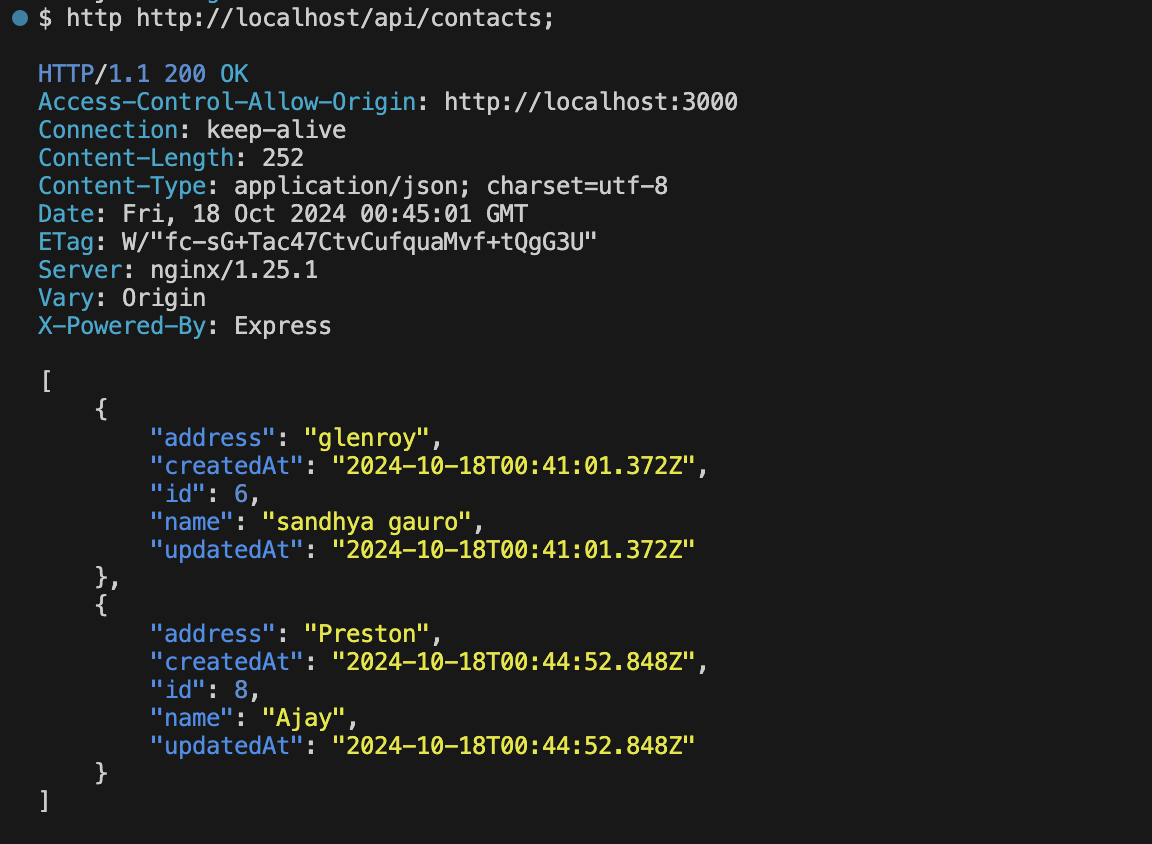 $ http http://localhost/api/contacts;
HTTP/1.1 200 OK
Access-Control-Allow-Origin: http://localhost:3000
Connection: keep-alive
Content-Length: 252
Content-Type: application/json; charset=utf-8
Date: Fri, 18 Oct 2024 00:45:01 GMT
ETag: W/"fc-sG+Tac47CtvCufquaMvf+tQgG3U"
Server: nginx/1.25.1
Vary: Origin
X-Powered-By: Express
[
    {
        "address": "glenroy",
        "createdAt": "2024-10-18T00:41:01.372Z",
        "id": 6,
        "name": "sandhya gauro",
        "updatedAt": "2024-10-18T00:41:01.372Z"
    },
    {
        "address": "Preston",
        "createdAt": "2024-10-18T00:44:52.848Z",
        "id": 8,
        "name": "Ajay",
        "updatedAt": "2024-10-18T00:44:52.848Z"
    }
]